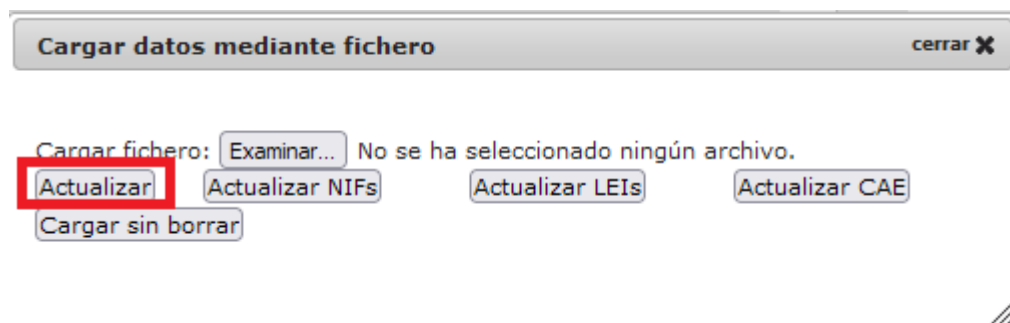 Cargar datos mediante fichero cerrar ✖
Cargar fichero: Examinar... No se ha seleccionado ningún archivo.
Actualizar Actualizar NIFs Actualizar LEIs Actualizar CAE
Cargar sin borrar